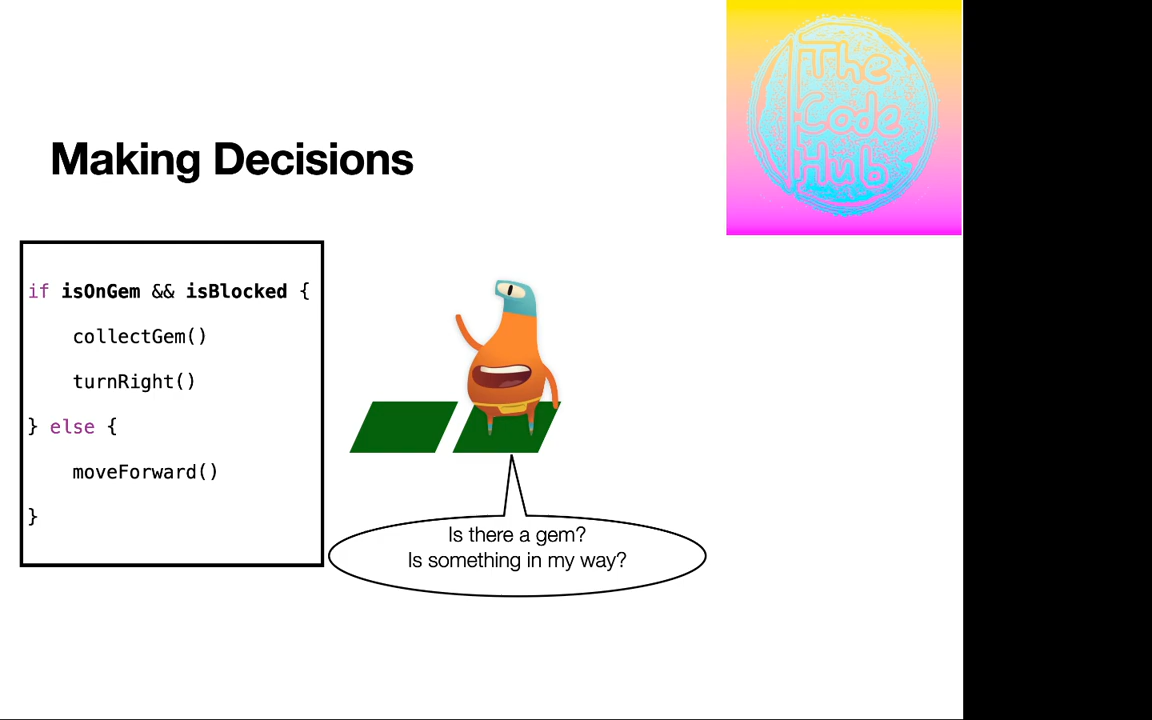 The
Code
Hub
Making Decisions
if isOnGem && isBlocked {
collectGem()
turnRight()
} else {
moveForward()
}
Is there a gem?
Is something in my way?